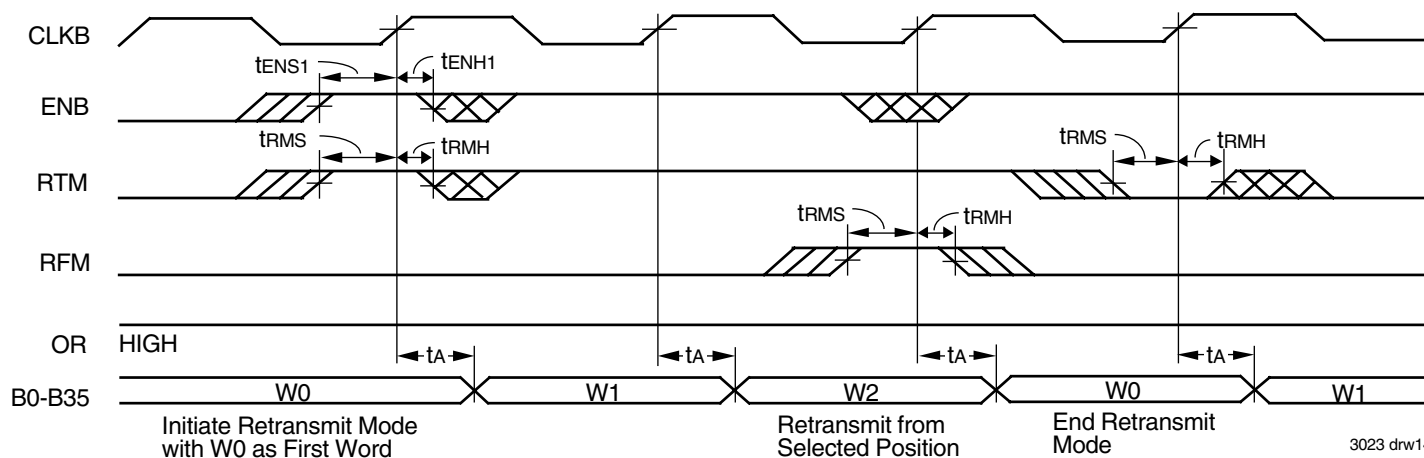 CLKB
tENS1
tENH1
ENB
tRMS
tRMH
tRMS
tRMH
RTM
tRMS
tRMH
RFM
OR
HIGH
tA
tA
tA
tA
B0-B35
W0
W1
W2
W0
W1
Initiate Retransmit Mode
with W0 as First Word
Retransmit from
Selected Position
End Retransmit
Mode